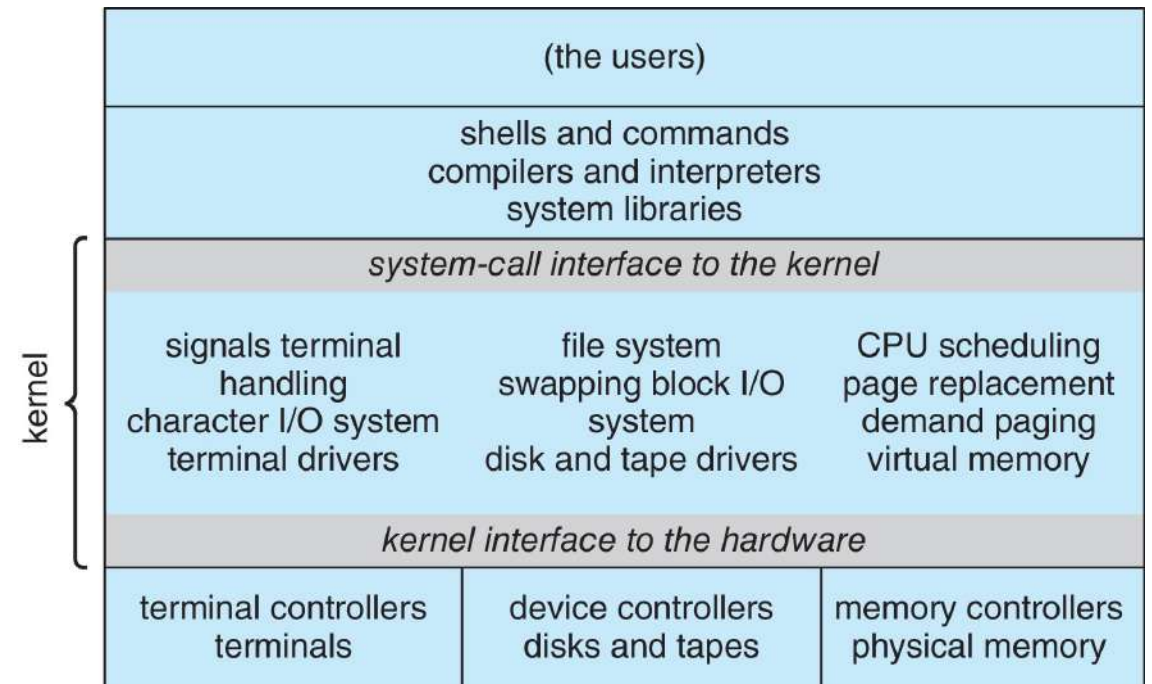 (the users)
shells and commands
compilers and interpreters
system libraries
kernel
system-call interface to the kernel
signals terminal
handling
character I/O system
terminal drivers
file system
swapping block I/O
system
disk and tape drivers
CPU scheduling
page replacement
demand paging
virtual memory
kernel interface to the hardware
terminal controllers
terminals
device controllers
disks and tapes
memory controllers
physical memory